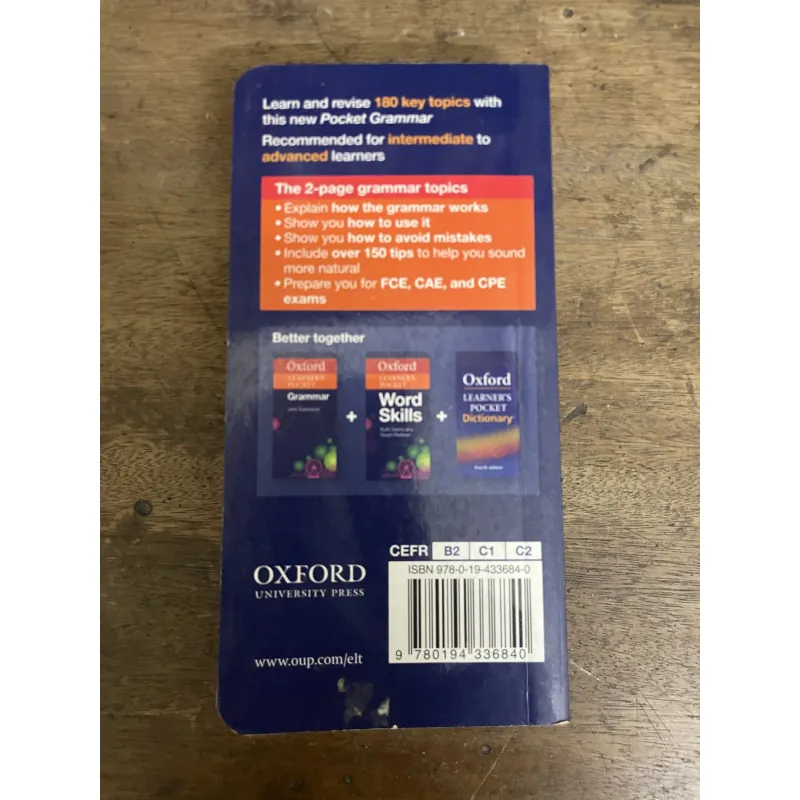 Learn and revise 180 key topics with
this new Pocket Grammar
Recommended for intermediate to
advanced learners
The 2-page grammar topics
• Explain how the grammar works
• Show you how to use it
• Show you how to avoid mistakes
• Include over 150 tips to help you sound
more natural
• Prepare you for FCE, CAE, and CPE
exams
Better together
Oxford
LEARNER'S
POCKET
Grammar
+
Oxford
LEARNER'S
POCKET
Word
Skills
+
Oxford
LEARNER'S
POCKET
Dictionary
Fourth edition
CEFR B2 C1 C2
ISBN 978-0-19-433684-0
9 780194 336840
OXFORD
UNIVERSITY PRESS
www.oup.com/elt